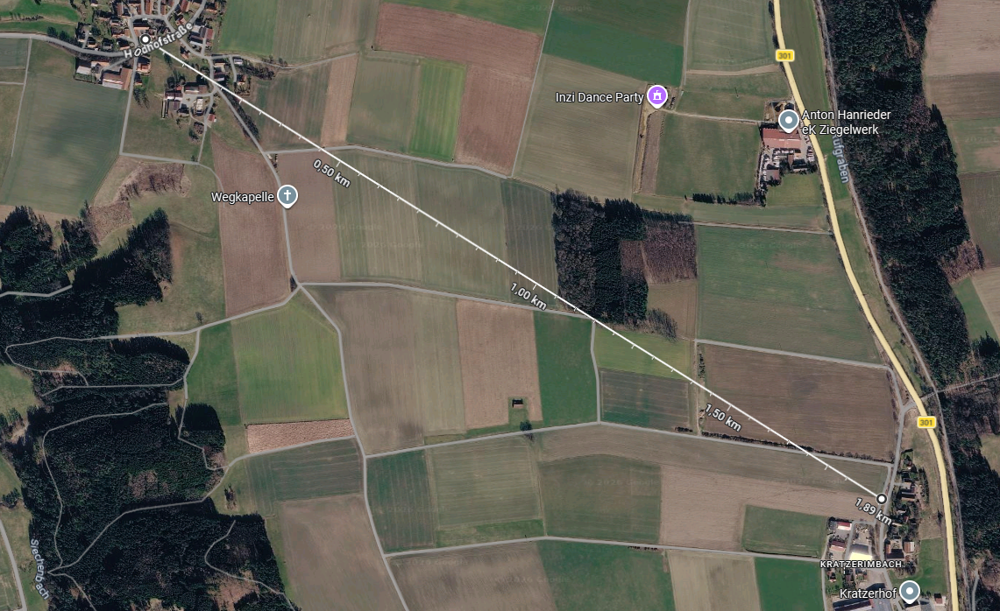 Hodhofstraße
301
Inzi Dance Party
Anton Hanrieder
eK Ziegelwerk
0,50 km
Wegkapelle
1,00 km
1,50 km
301
1,89 km
KRATZERIMBACH
Kratzerhof